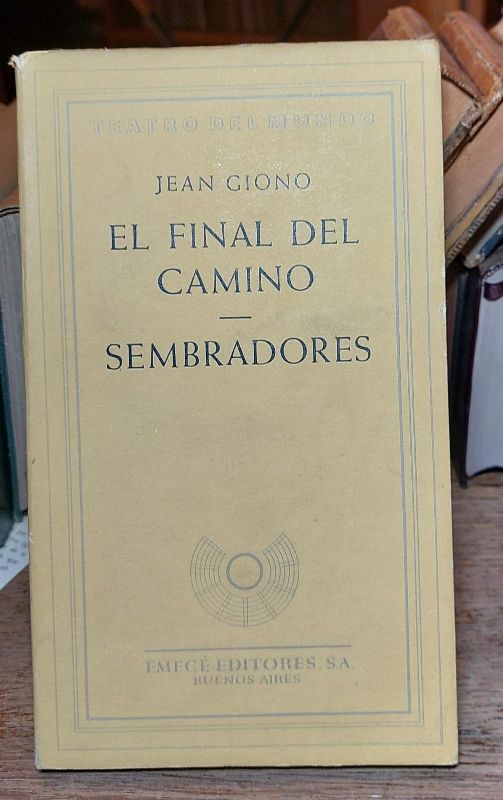 TEATRO DEL MUNDO
JEAN GIONO
EL FINAL DEL
CAMINO
SEMBRADORES
EMECÉ EDITORES, S.A.
BUENOS AIRES